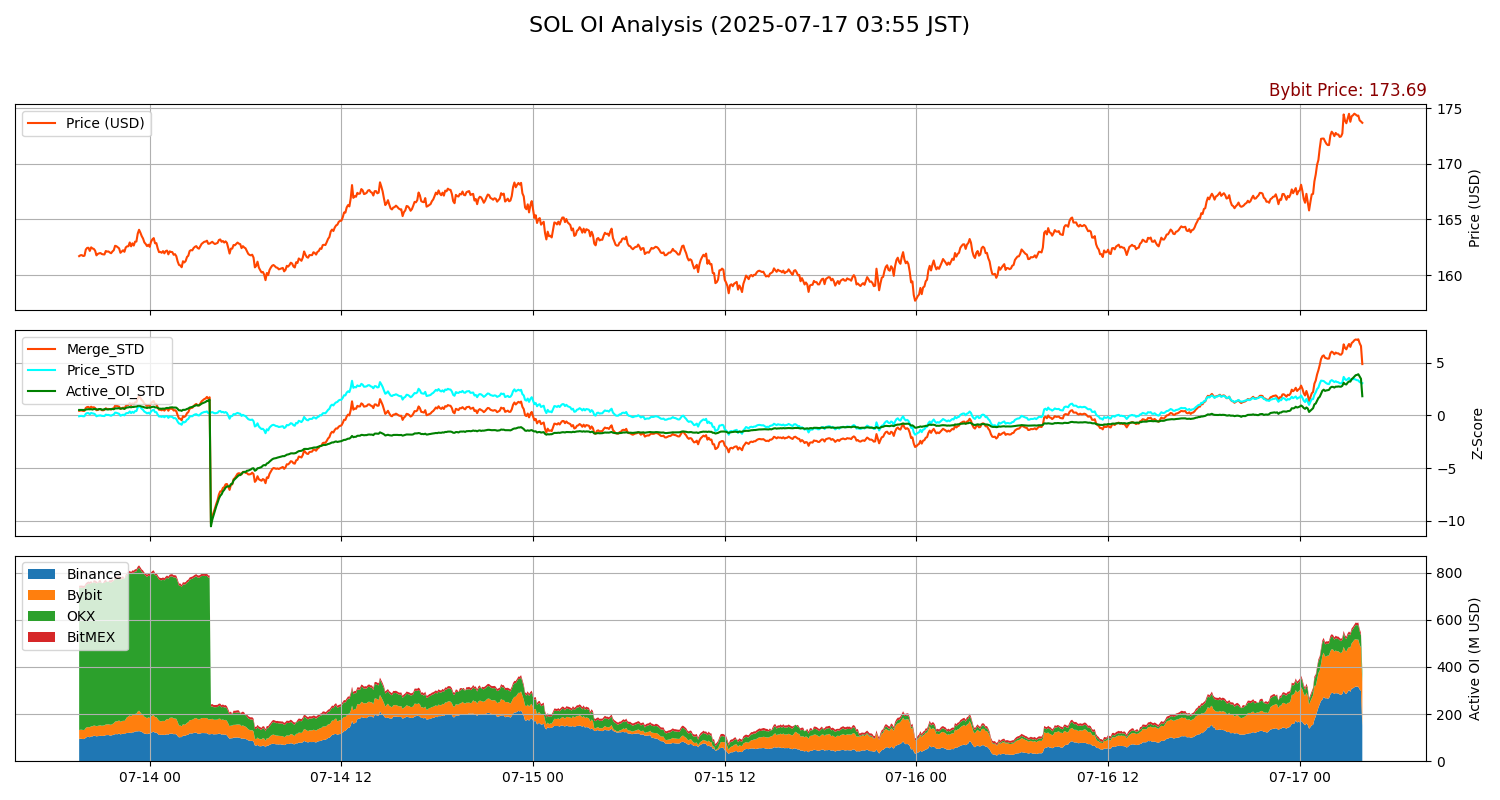 SOL OI Analysis (2025-07-17 03:55 JST)
Bybit Price: 173.69
Price (USD)
175
170
165
160
Price (USD)
Merge_STD
Price_STD
Active_OI_STD
5
0
−5
−10
Z-Score
Binance
Bybit
OKX
BitMEX
800
600
400
200
0
Active OI (M USD)
07-14 00
07-14 12
07-15 00
07-15 12
07-16 00
07-16 12
07-17 00